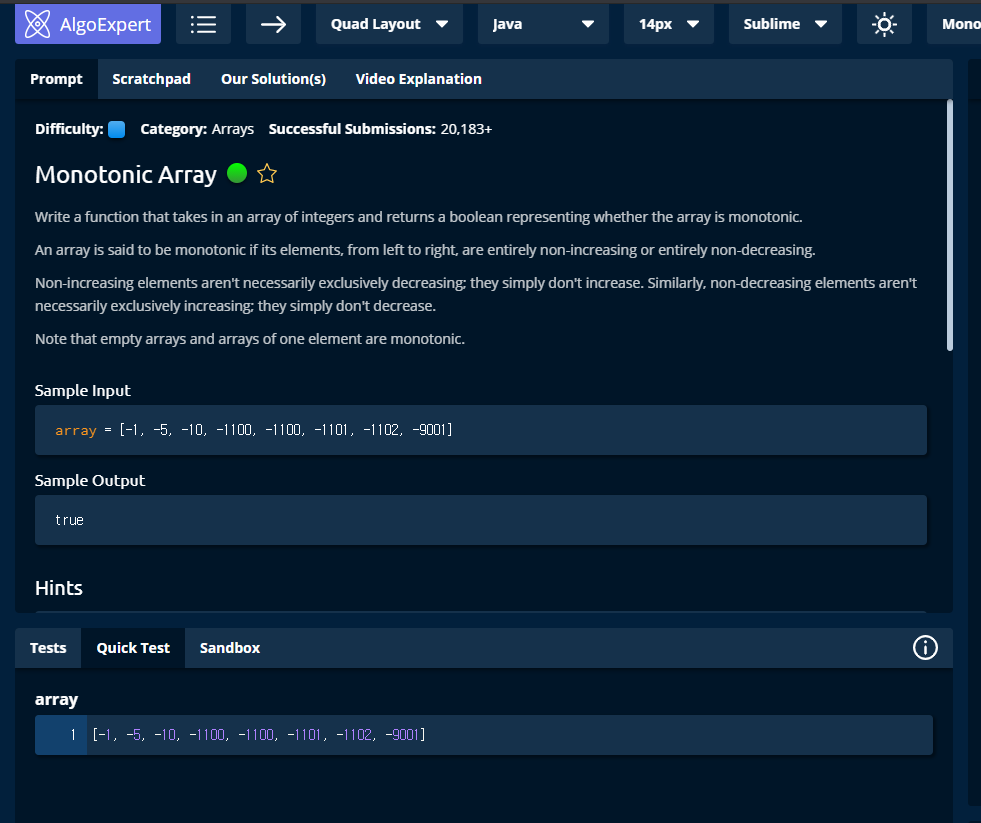 AlgoExpert Quad Layout Java 14px Sublime Mono
Prompt Scratchpad Our Solution(s) Video Explanation
Difficulty: Category: Arrays Successful Submissions: 20,183+
Monotonic Array
Write a function that takes in an array of integers and returns a boolean representing whether the array is monotonic.
An array is said to be monotonic if its elements, from left to right, are entirely non-increasing or entirely non-decreasing.
Non-increasing elements aren't necessarily exclusively decreasing; they simply don't increase. Similarly, non-decreasing elements aren't
necessarily exclusively increasing; they simply don't decrease.
Note that empty arrays and arrays of one element are monotonic.
Sample Input
array = [-1, -5, -10, -1100, -1100, -1101, -1102, -9001]
Sample Output
true
Hints
Tests Quick Test Sandbox
array
1 [-1, -5, -10, -1100, -1100, -1101, -1102, -9001]